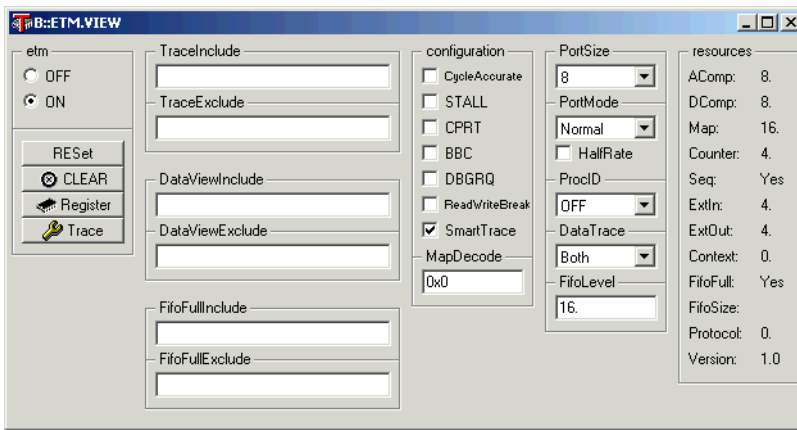 B::ETM.VIEW
etm
OFF
ON
RESet
CLEAR
Register
Trace
TraceInclude
TraceExclude
DataViewInclude
DataViewExclude
FifoFullInclude
FifoFullExclude
configuration
CycleAccurate
STALL
CPRT
BBC
DBGRQ
ReadWriteBreak
SmartTrace
MapDecode
0x0
PortSize
8
PortMode
Normal
HalfRate
ProcID
OFF
DataTrace
Both
FifoLevel
16.
resources
AComp: 8.
DComp: 8.
Map: 16.
Counter: 4.
Seq: Yes
ExtIn: 4.
ExtOut: 4.
Context: 0.
FifoFull: Yes
FifoSize:
Protocol: 0.
Version: 1.0